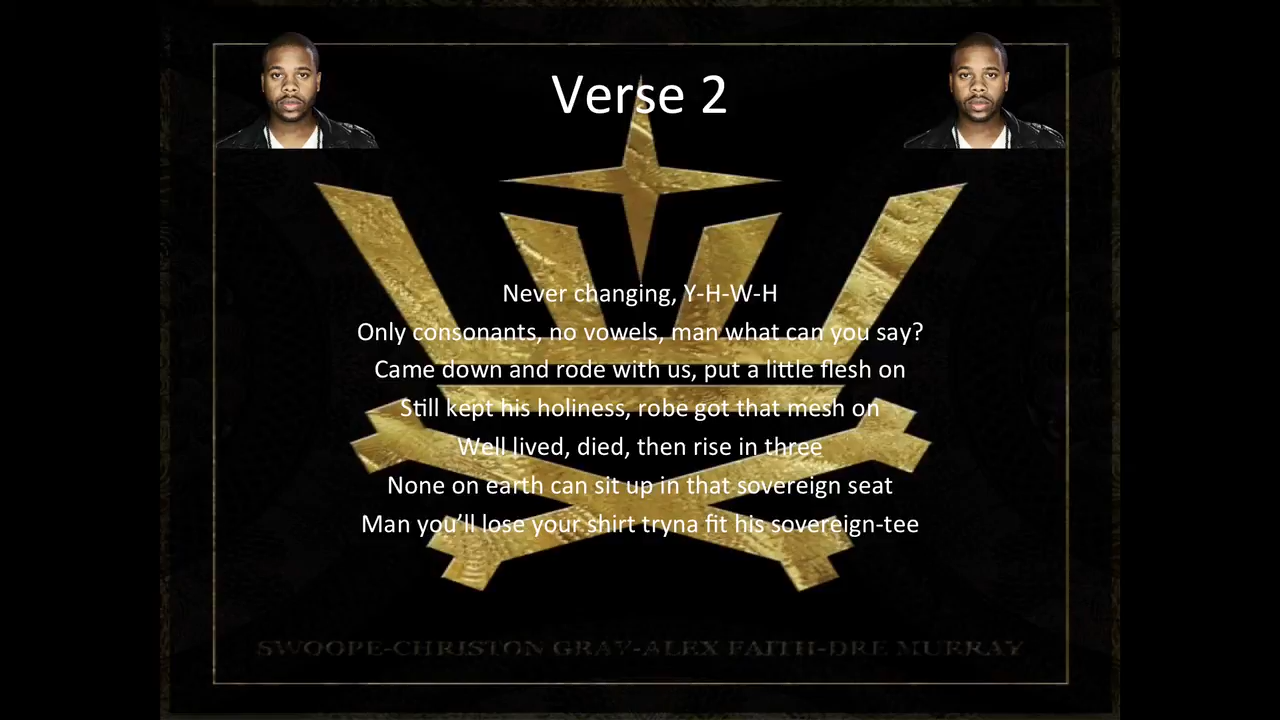 Verse 2
Never changing, Y-H-W-H
Only consonants, no vowels, man what can you say?
Came down and rode with us, put a little flesh on
Still kept his holiness, robe got that mesh on
Well lived, died, then rise in three
None on earth can sit up in that sovereign seat
Man you’ll lose your shirt tryna fit his sovereign-tee
SWOOPE-CHRISTON GRAY-ALEX FAITH-DRE MURRAY